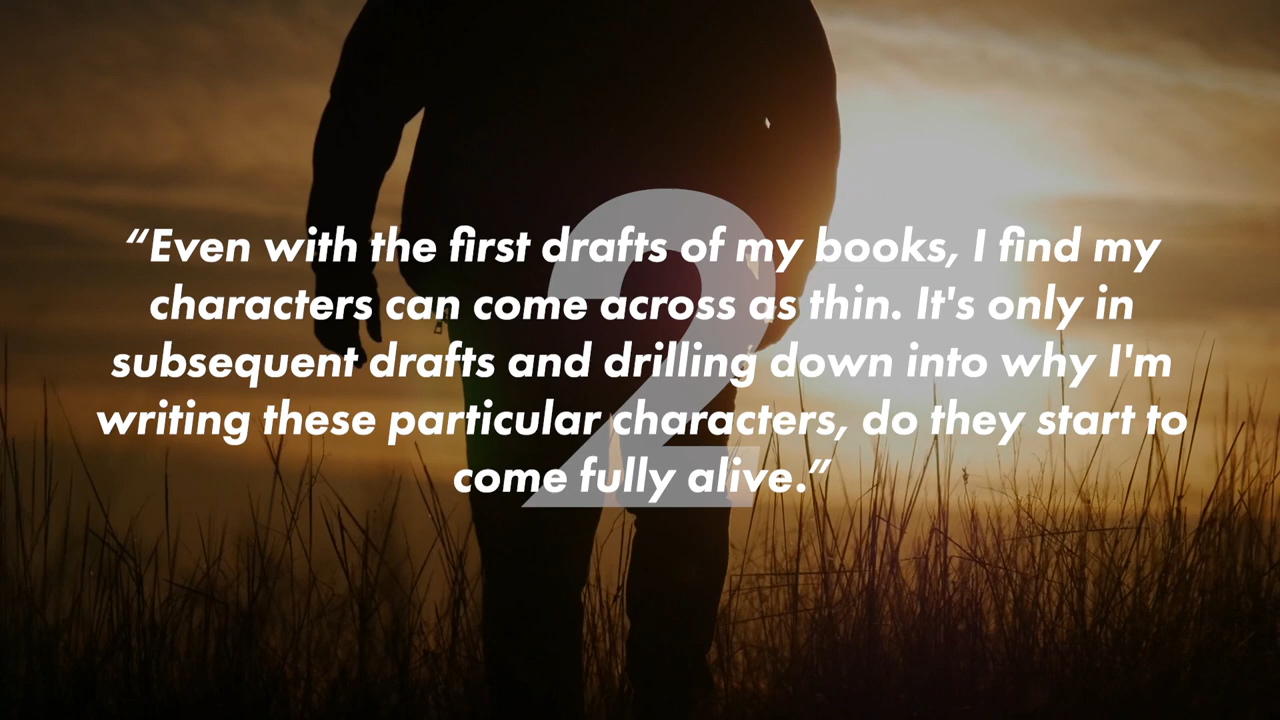 “Even with the first drafts of my books, I find my
characters can come across as thin. It's only in
subsequent drafts and drilling down into why I'm
writing these particular characters, do they start to
come fully alive.”
2